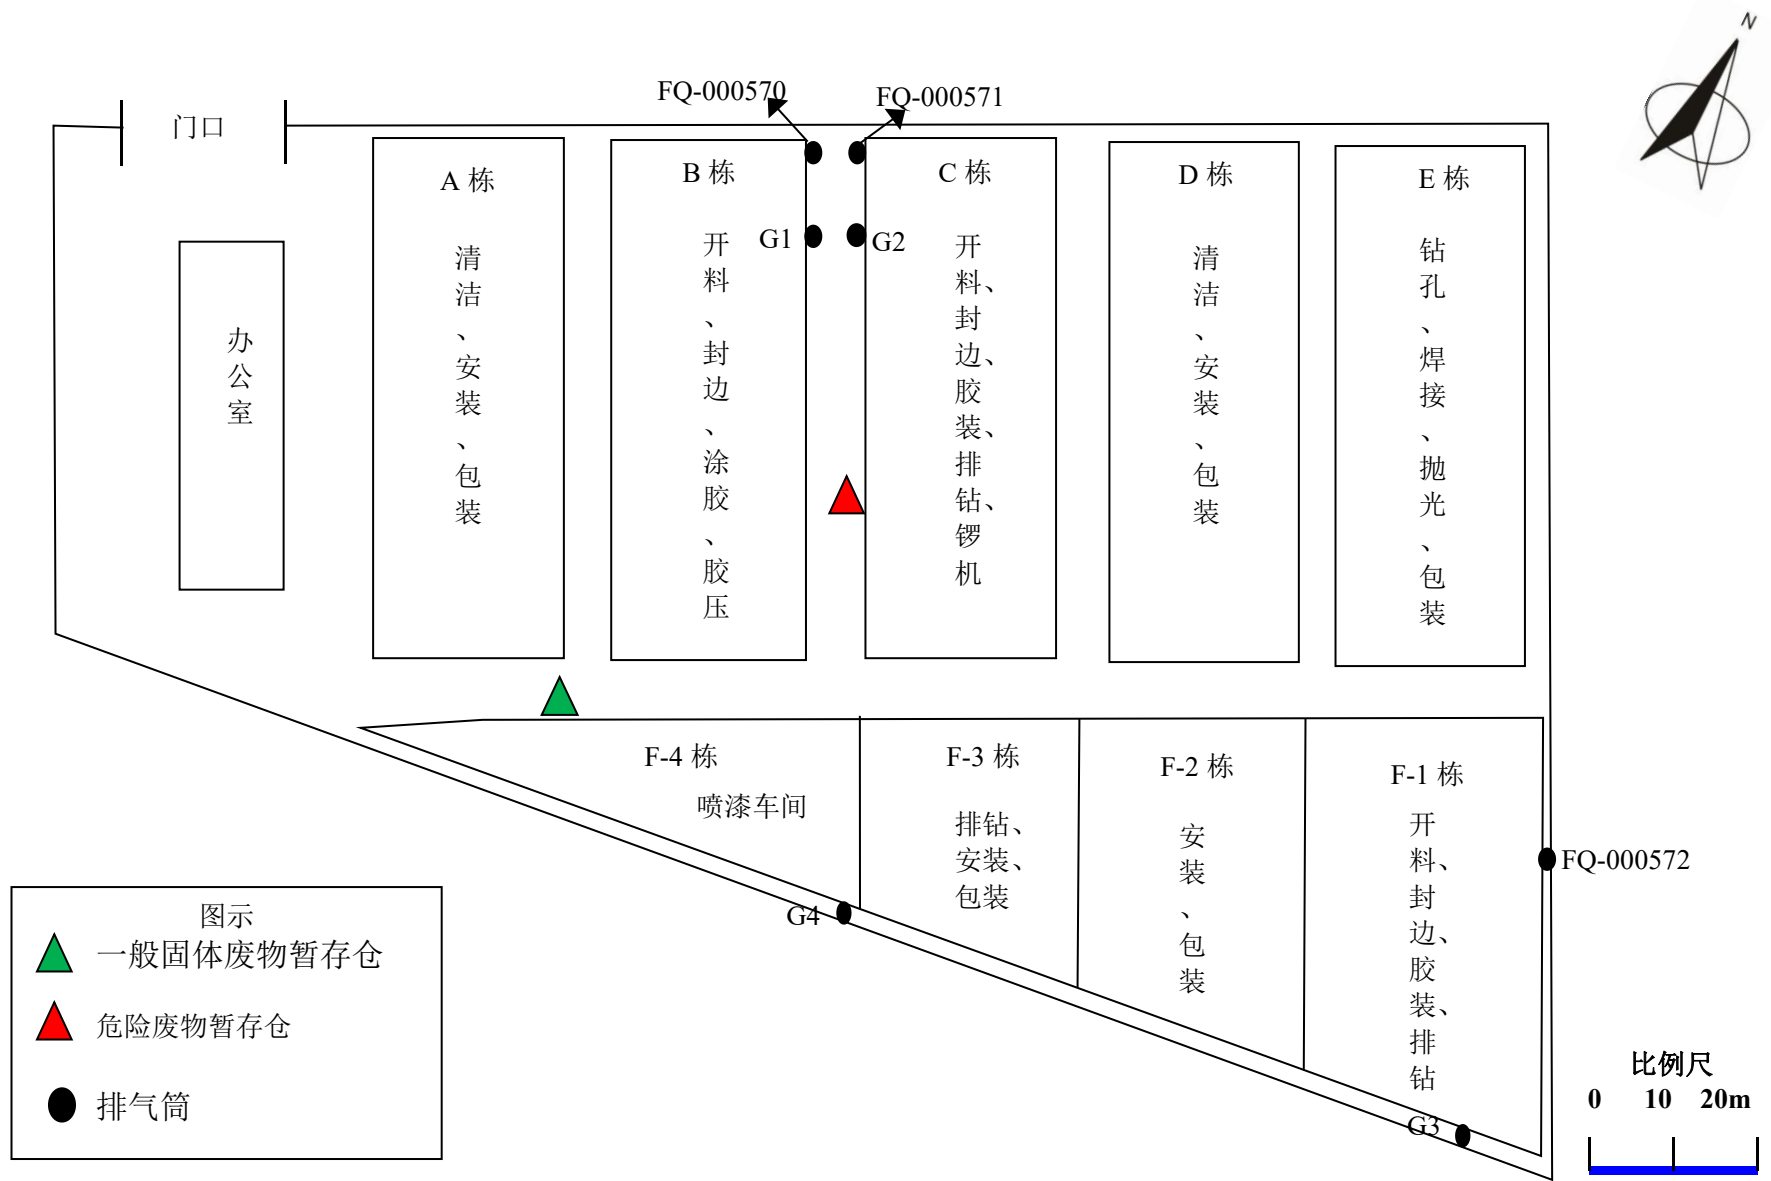 N
FQ-000570
FQ-000571
门口
A 栋
清洁、安装、包装
B 栋
开料、封边、涂胶、胶压
C 栋
开
料、
封
边、
胶
装、
排
钻、
锣
机
D 栋
清洁、安装、包装
E 栋
钻孔、焊接、抛光、包装
G1
G2
办公室
F-4 栋
喷漆车间
F-3 栋
排钻、
安装、
包装
F-2 栋
安装、包装
F-1 栋
开
料、
封
边、
胶
装、
排
钻
FQ-000572
G4
G3
图示
一般固体废物暂存仓
危险废物暂存仓
排气筒
比例尺
0 10 20m